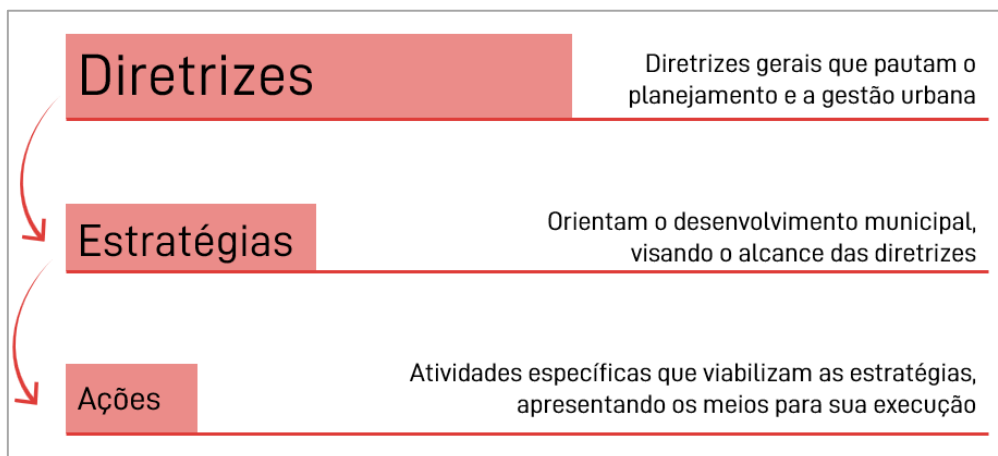 Diretrizes
Diretrizes gerais que pautam o
planejamento e a gestão urbana
Estratégias
Orientam o desenvolvimento municipal,
visando o alcance das diretrizes
Ações
Atividades específicas que viabilizam as estratégias,
apresentando os meios para sua execução